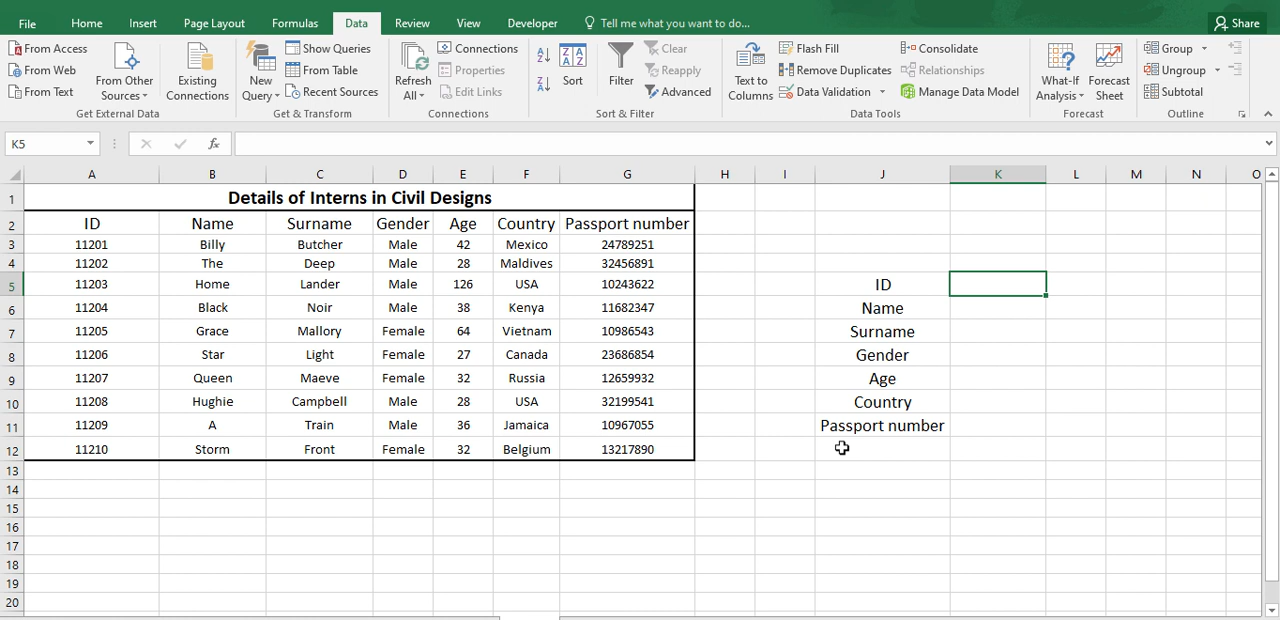 File Home Insert Page Layout Formulas Data Review View Developer Tell me what you want to do... Share
From Access
From Web
From Text
From Other Sources
Existing Connections
Get External Data
New Query
Show Queries
From Table
Recent Sources
Get & Transform
Refresh All
Connections
Properties
Edit Links
Connections
Sort
Filter
Clear
Reapply
Advanced
Sort & Filter
Text to Columns
Flash Fill
Remove Duplicates
Data Validation
Consolidate
Relationships
Manage Data Model
Data Tools
What-If Analysis
Forecast Sheet
Forecast
Group
Ungroup
Subtotal
Outline
K5 fx
A B C D E F G H I J K L M N O
1 Details of Interns in Civil Designs
2 ID Name Surname Gender Age Country Passport number
3 11201 Billy Butcher Male 42 Mexico 24789251
4 11202 The Deep Male 28 Maldives 32456891
5 11203 Home Lander Male 126 USA 10243622 ID
6 11204 Black Noir Male 38 Kenya 11682347 Name
7 11205 Grace Mallory Female 64 Vietnam 10986543 Surname
8 11206 Star Light Female 27 Canada 23686854 Gender
9 11207 Queen Maeve Female 32 Russia 12659932 Age
10 11208 Hughie Campbell Male 28 USA 32199541 Country
11 11209 A Train Male 36 Jamaica 10967055 Passport number
12 11210 Storm Front Female 32 Belgium 13217890
13
14
15
16
17
18
19
20